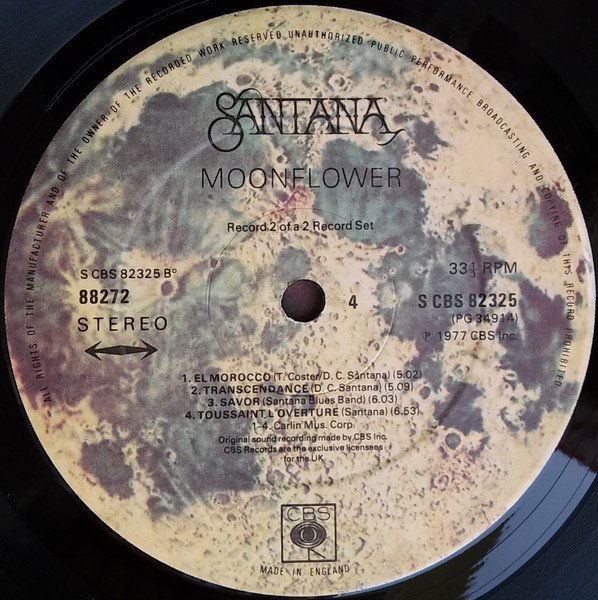 ALL RIGHTS OF THE MANUFACTURER AND OF THE OWNER OF THE RECORDED WORK RESERVED UNAUTHORIZED PUBLIC PERFORMANCE BROADCASTING AND COPYING OF THIS RECORD PROHIBITED
SANTANA
MOONFLOWER
Record 2 of a 2 Record Set
S CBS 82325 B°
88272
STEREO
4
33 1/3 RPM
S CBS 82325
(PG 34914)
℗ 1977 CBS Inc.
1. EL MOROCCO (T. Coster/D. C. Santana) (5.02)
2. TRANSCENDANCE (D. C. Santana) (5.09)
3. SAVOR (Santana Blues Band) (6.03)
4. TOUSSAINT L'OVERTURE (Santana) (6.53)
1-4. Carlin Mus. Corp.
Original sound recording made by CBS Inc.
CBS Records are the exclusive licensees
for the UK
CBS
MADE IN ENGLAND